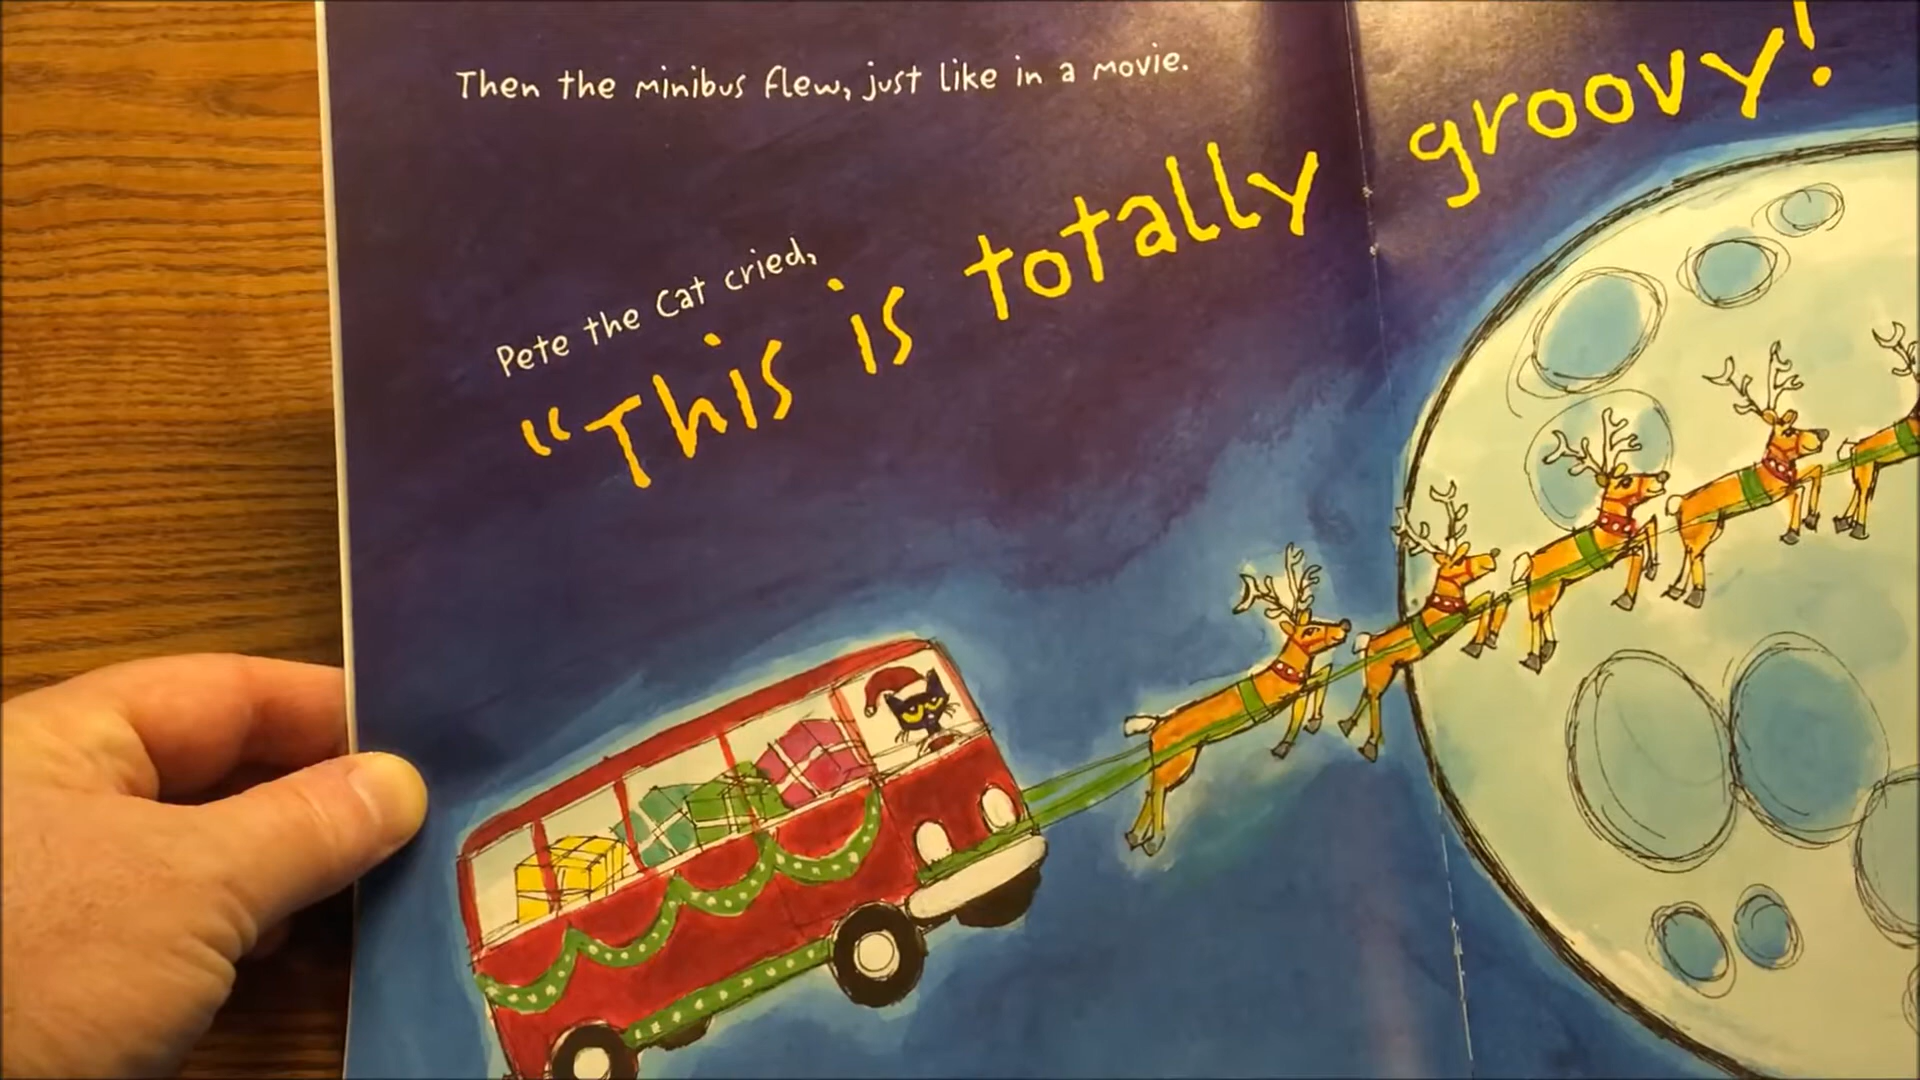 Then the minibus flew, just like in a movie.
Pete the Cat cried,
"This is totally groovy!